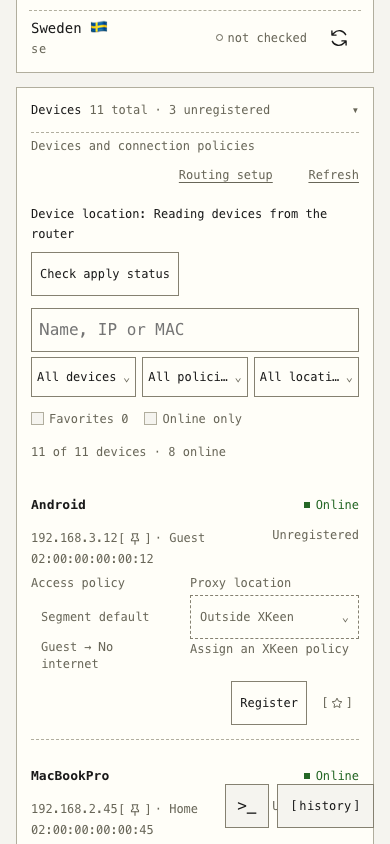 Sweden
se
not checked
Devices 11 total · 3 unregistered
Devices and connection policies
Routing setup Refresh
Device location: Reading devices from the
router
Check apply status
Name, IP or MAC
All devices All polici… All locati…
Favorites 0 Online only
11 of 11 devices · 8 online
Android Online
192.168.3.12[ ]· Guest Unregistered
02:00:00:00:00:12
Access policy Proxy location
Segment default Outside XKeen
Guest → No
internet
Assign an XKeen policy
Register [☆]
MacBookPro Online
192.168.2.45[ ]· Home
02:00:00:00:00:45
>_ [history]